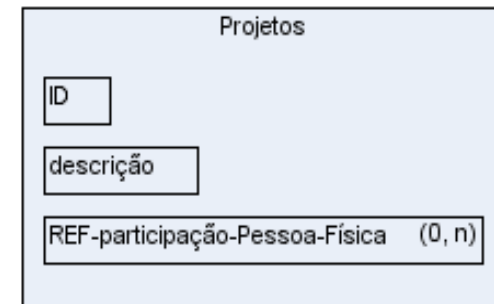 Projetos
ID
descrição
REF-participação-Pessoa-Física (0, n)